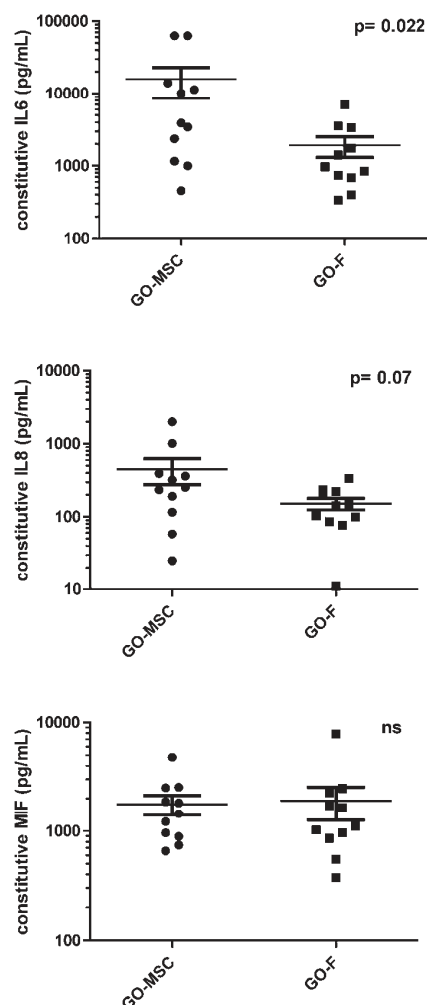 constitutive IL6 (pg/mL)
p= 0.022
100000
10000
1000
100
GO-MSC
GO-F
constitutive IL8 (pg/mL)
p= 0.07
10000
1000
100
10
GO-MSC
GO-F
constitutive MIF (pg/mL)
ns
10000
1000
100
GO-MSC
GO-F